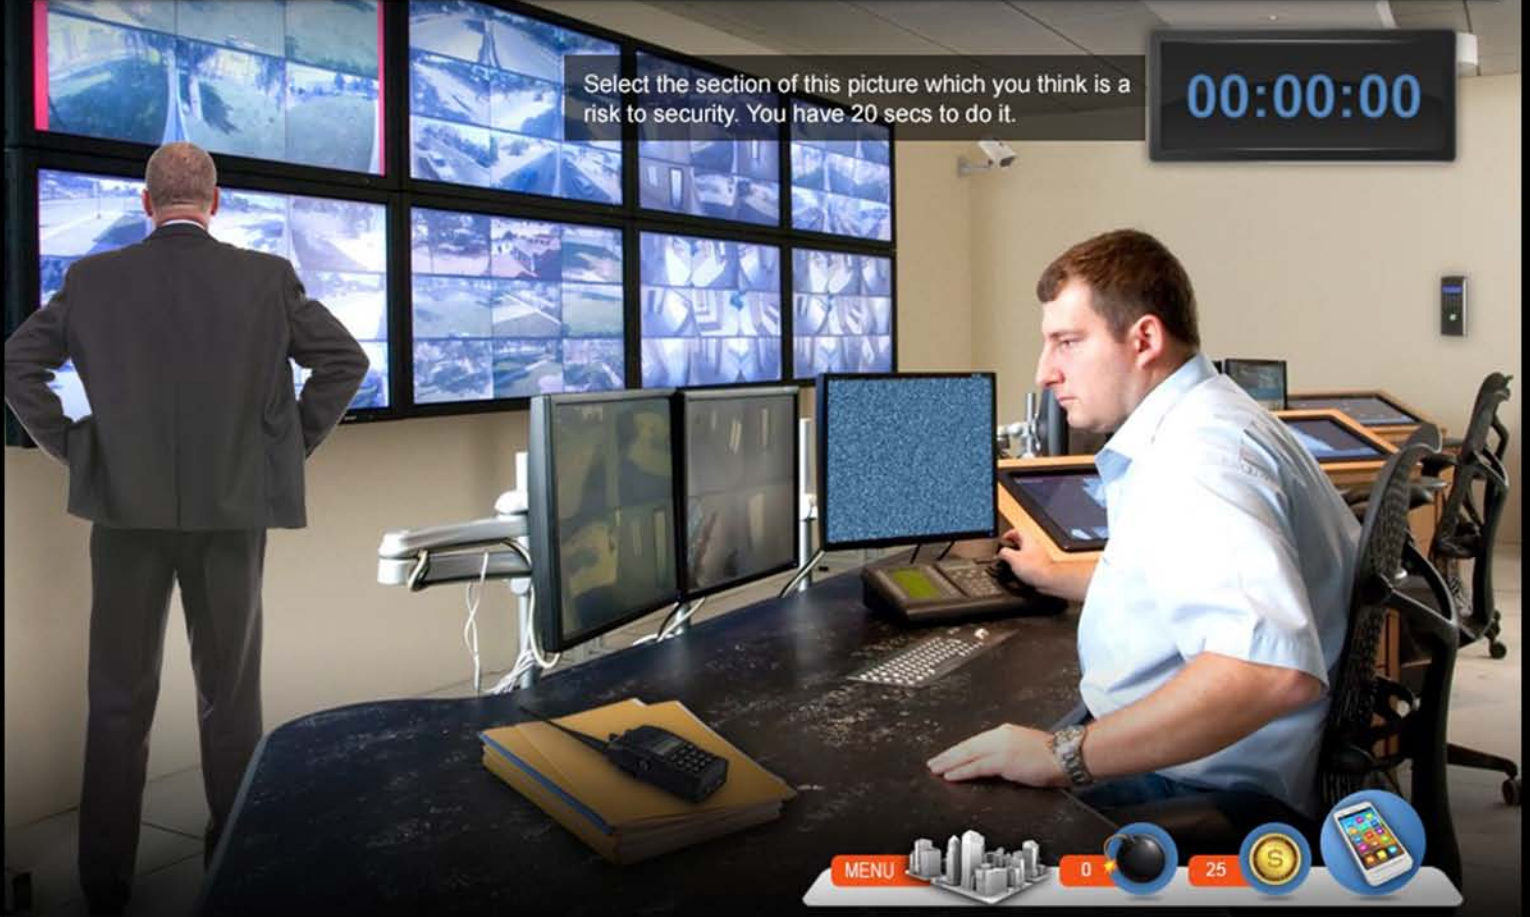 Select the section of this picture which you think is a
risk to security. You have 20 secs to do it.
00:00:00
MENU
0
25
S